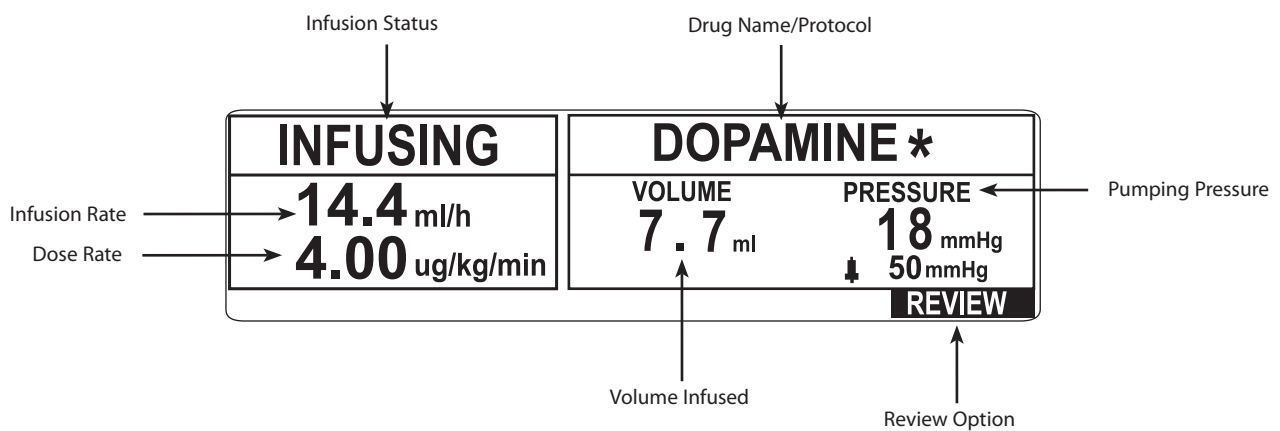 Infusion Status
Drug Name/Protocol
INFUSING
DOPAMINE *
VOLUME
PRESSURE
Pumping Pressure
Infusion Rate
14.4 ml/h
7.7 ml
18 mmHg
Dose Rate
4.00 ug/kg/min
50 mmHg
REVIEW
Volume Infused
Review Option